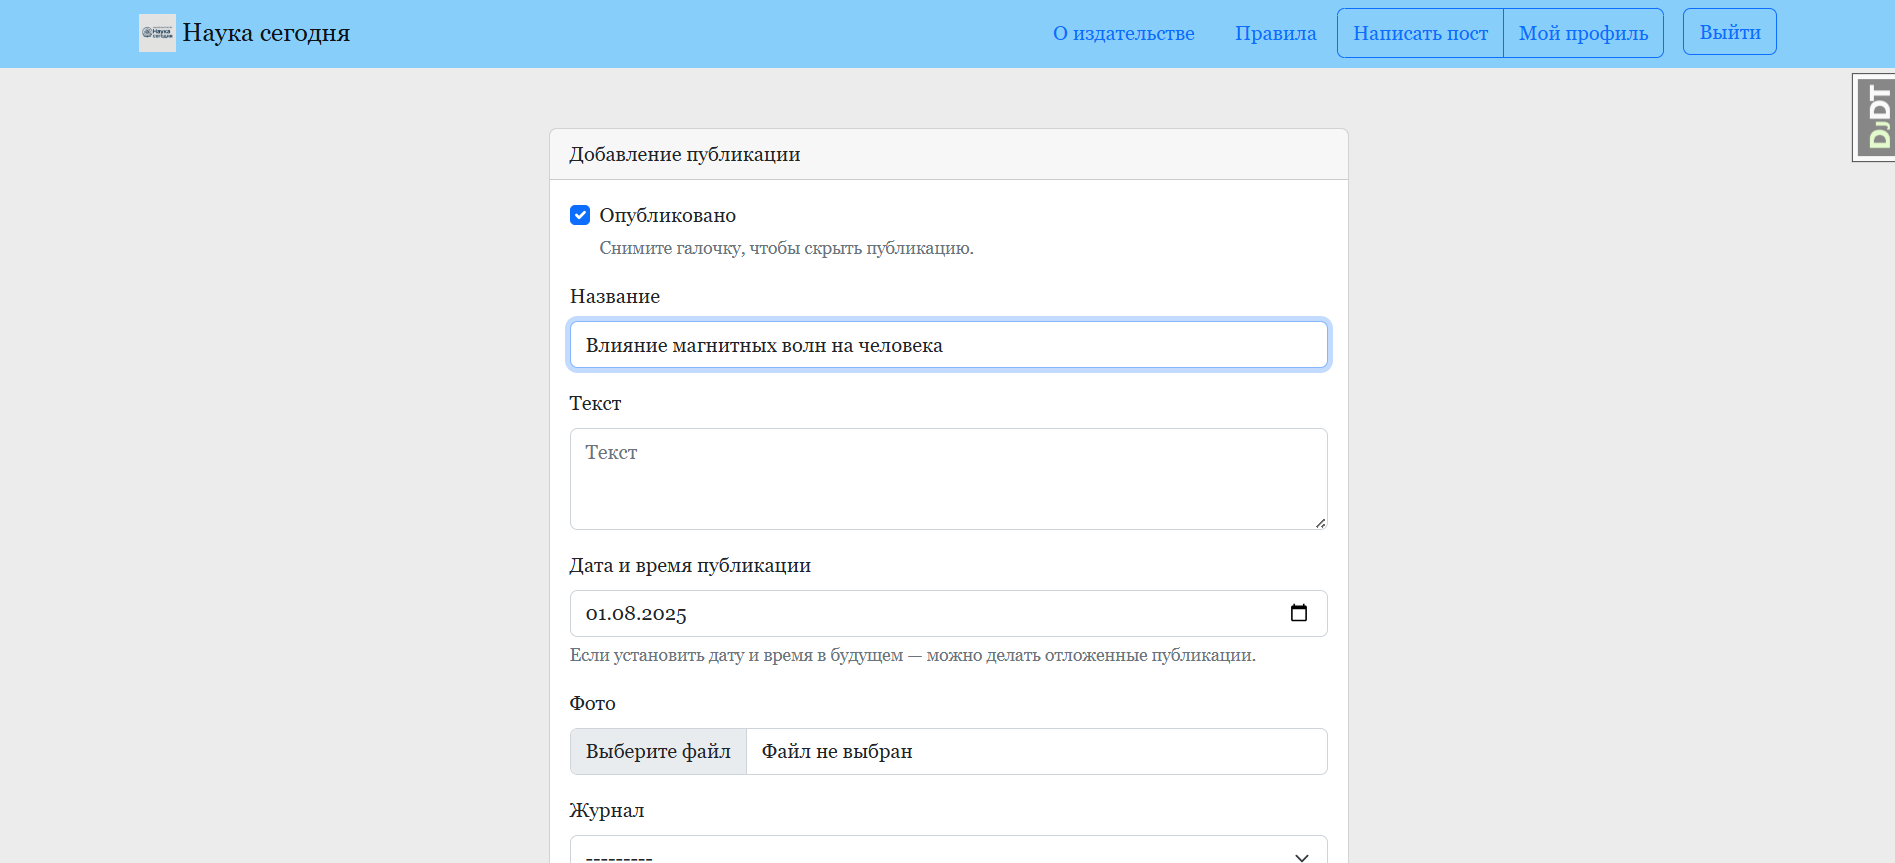 Наука сегодня
Наука сегодня
О издательстве
Правила
Написать пост
Мой профиль
Выйти
DJDT
Добавление публикации
Опубликовано
Снимите галочку, чтобы скрыть публикацию.
Название
Влияние магнитных волн на человека
Текст
Текст
Дата и время публикации
01.08.2025
Если установить дату и время в будущем — можно делать отложенные публикации.
Фото
Выберите файл
Файл не выбран
Журнал
---------